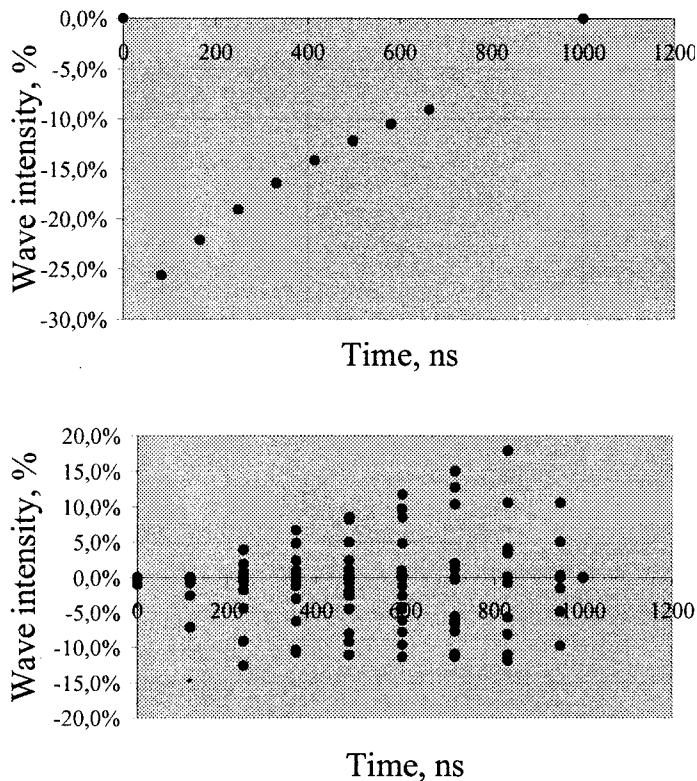 0,0%
0 200 400 600 800 1000 1200
-5,0%
-10,0%
-15,0%
-20,0%
-25,0%
-30,0%
Wave intensity, %
Time, ns
20,0%
15,0%
10,0%
5,0%
0,0%
0 200 400 600 800 1000 1200
-5,0%
-10,0%
-15,0%
-20,0%
Wave intensity, %
Time, ns